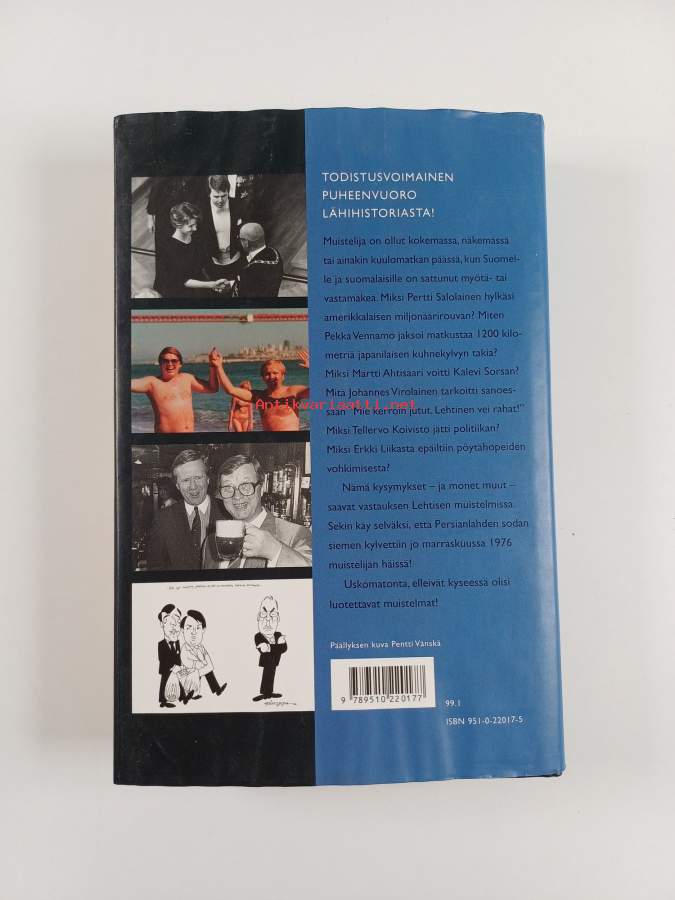 TODISTUSVOIMAINEN
PUHEENVUORO
LÄHIHISTORIASTA!
Muistelija on ollut kokemassa, näkemässä
tai ainakin kuulomatkan päässä, kun Suomel-
le ja suomalaisille on sattunut myötä- tai
vastamäkeä. Miksi Pertti Salolainen hylkäsi
amerikkalaisen miljonäärirouvan? Miten
Pekka Vennamo jaksoi matkustaa 1200 kilo-
metriä japanilaisen kuhnekylvyn takia?
Miksi Martti Ahtisaari voitti Kalevi Sorsan?
Mitä Johannes Virolainen tarkoitti sanoes-
saan "Mie kerroin jutut, Lehtinen vei rahat!"
Miksi Tellervo Koivisto jätti politiikan?
Miksi Erkki Liikasta epäiltiin pöytähopeiden
vohkimisesta?
Nämä kysymykset – ja monet muut –
saavat vastauksen Lehtisen muistelmissa.
Sekin käy selväksi, että Persianlahden sodan
siemen kylvettiin jo marraskuussa 1976
muistelijan häissä!
Uskomatonta, elleivät kyseessä olisi
luotettavat muistelmat!
Päällyksen kuva Pentti Vänskä
9 789510 220177
99.1
ISBN 951-0-22017-5
Antikvariaatti.net